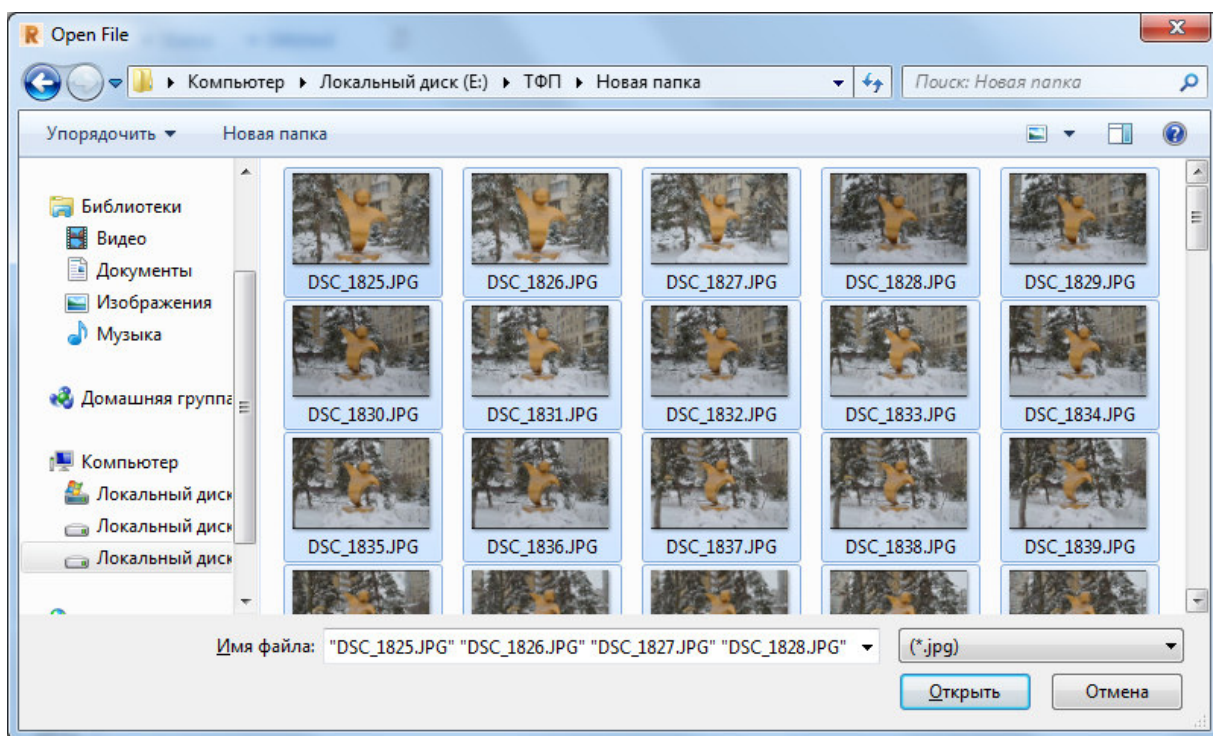 Open File
Компьютер Локальный диск (E:) ТФП Новая папка
Поиск: Новая папка
Упорядочить Новая папка
Библиотеки
Видео
Документы
Изображения
Музыка
Домашняя группа
Компьютер
Локальный диск
Локальный диск
Локальный диск
DSC_1825.JPG DSC_1826.JPG DSC_1827.JPG DSC_1828.JPG DSC_1829.JPG
DSC_1830.JPG DSC_1831.JPG DSC_1832.JPG DSC_1833.JPG DSC_1834.JPG
DSC_1835.JPG DSC_1836.JPG DSC_1837.JPG DSC_1838.JPG DSC_1839.JPG
Имя файла: "DSC_1825.JPG" "DSC_1826.JPG" "DSC_1827.JPG" "DSC_1828.JPG" (*.jpg)
Открыть Отмена